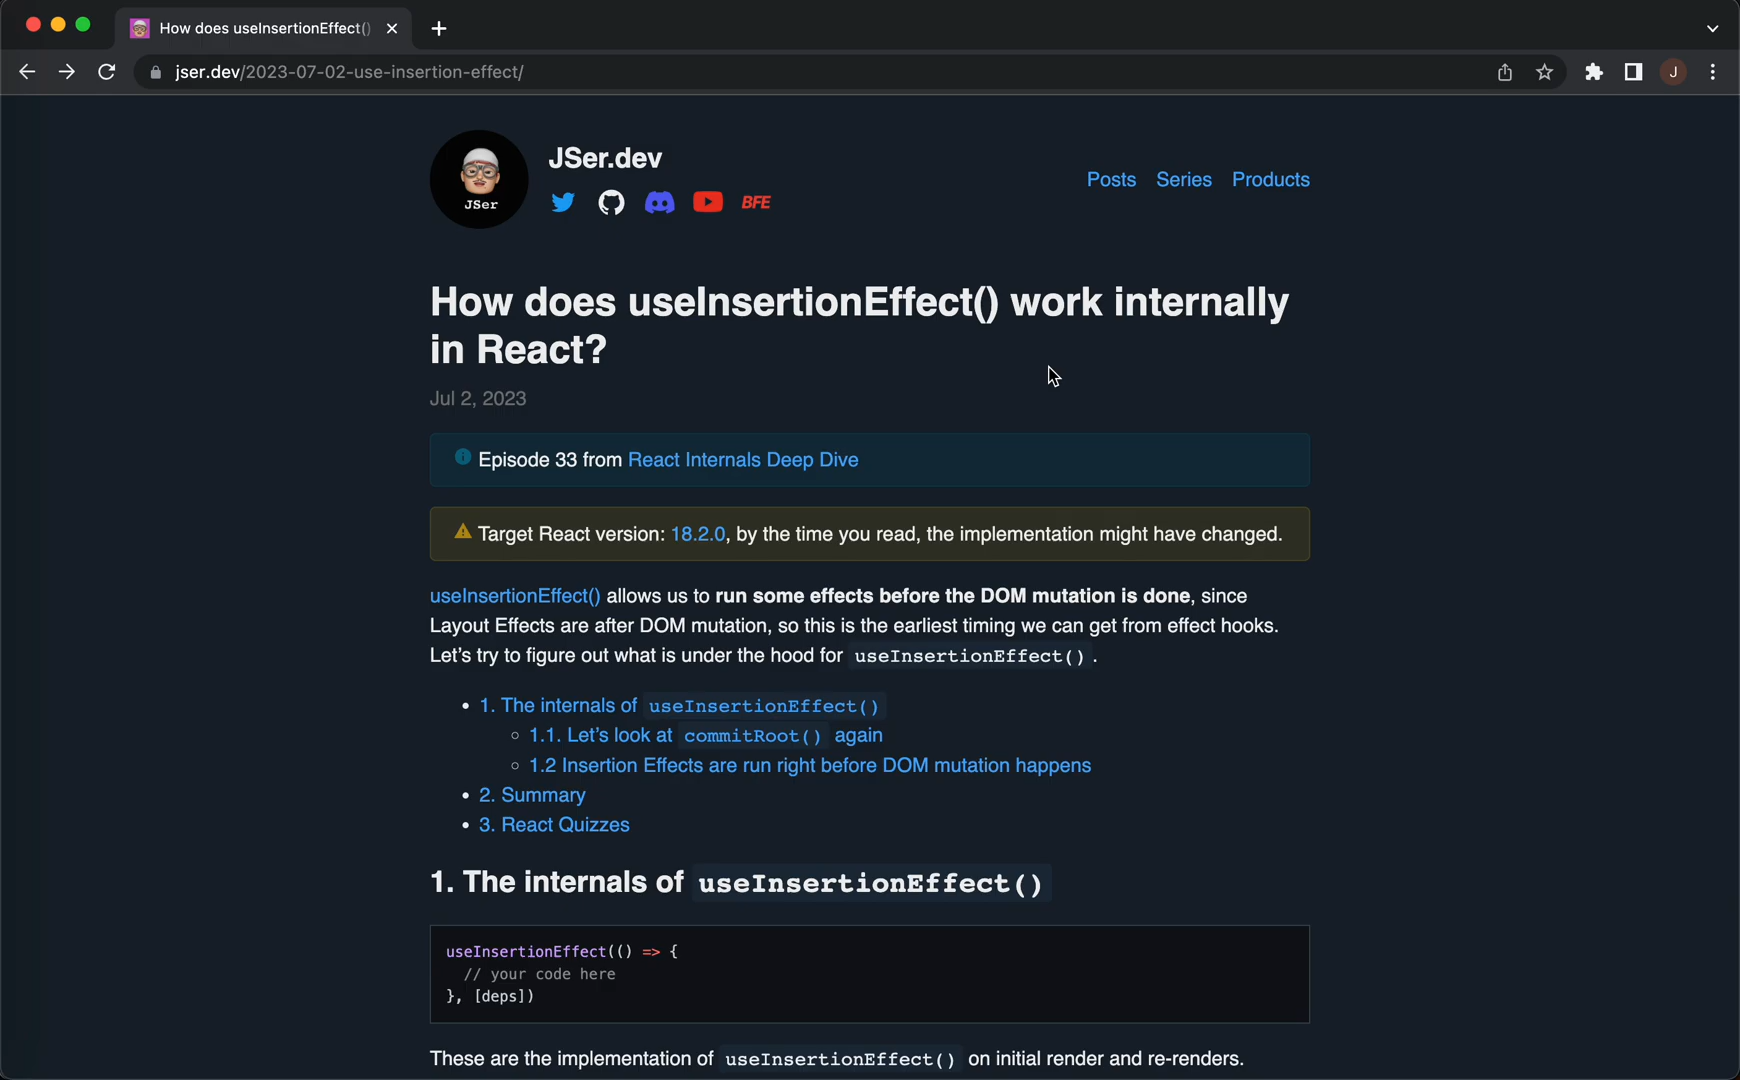 How does useInsertionEffect()
jser.dev/2023-07-02-use-insertion-effect/
J
JSer
JSer.dev
BFE
Posts Series Products
How does useInsertionEffect() work internally
in React?
Jul 2, 2023
Episode 33 from React Internals Deep Dive
Target React version: 18.2.0, by the time you read, the implementation might have changed.
useInsertionEffect() allows us to run some effects before the DOM mutation is done, since
Layout Effects are after DOM mutation, so this is the earliest timing we can get from effect hooks.
Let's try to figure out what is under the hood for useInsertionEffect().
1. The internals of useInsertionEffect()
1.1. Let's look at commitRoot() again
1.2 Insertion Effects are run right before DOM mutation happens
2. Summary
3. React Quizzes
1. The internals of useInsertionEffect()
useInsertionEffect(() => {
// your code here
}, [deps])
These are the implementation of useInsertionEffect() on initial render and re-renders.